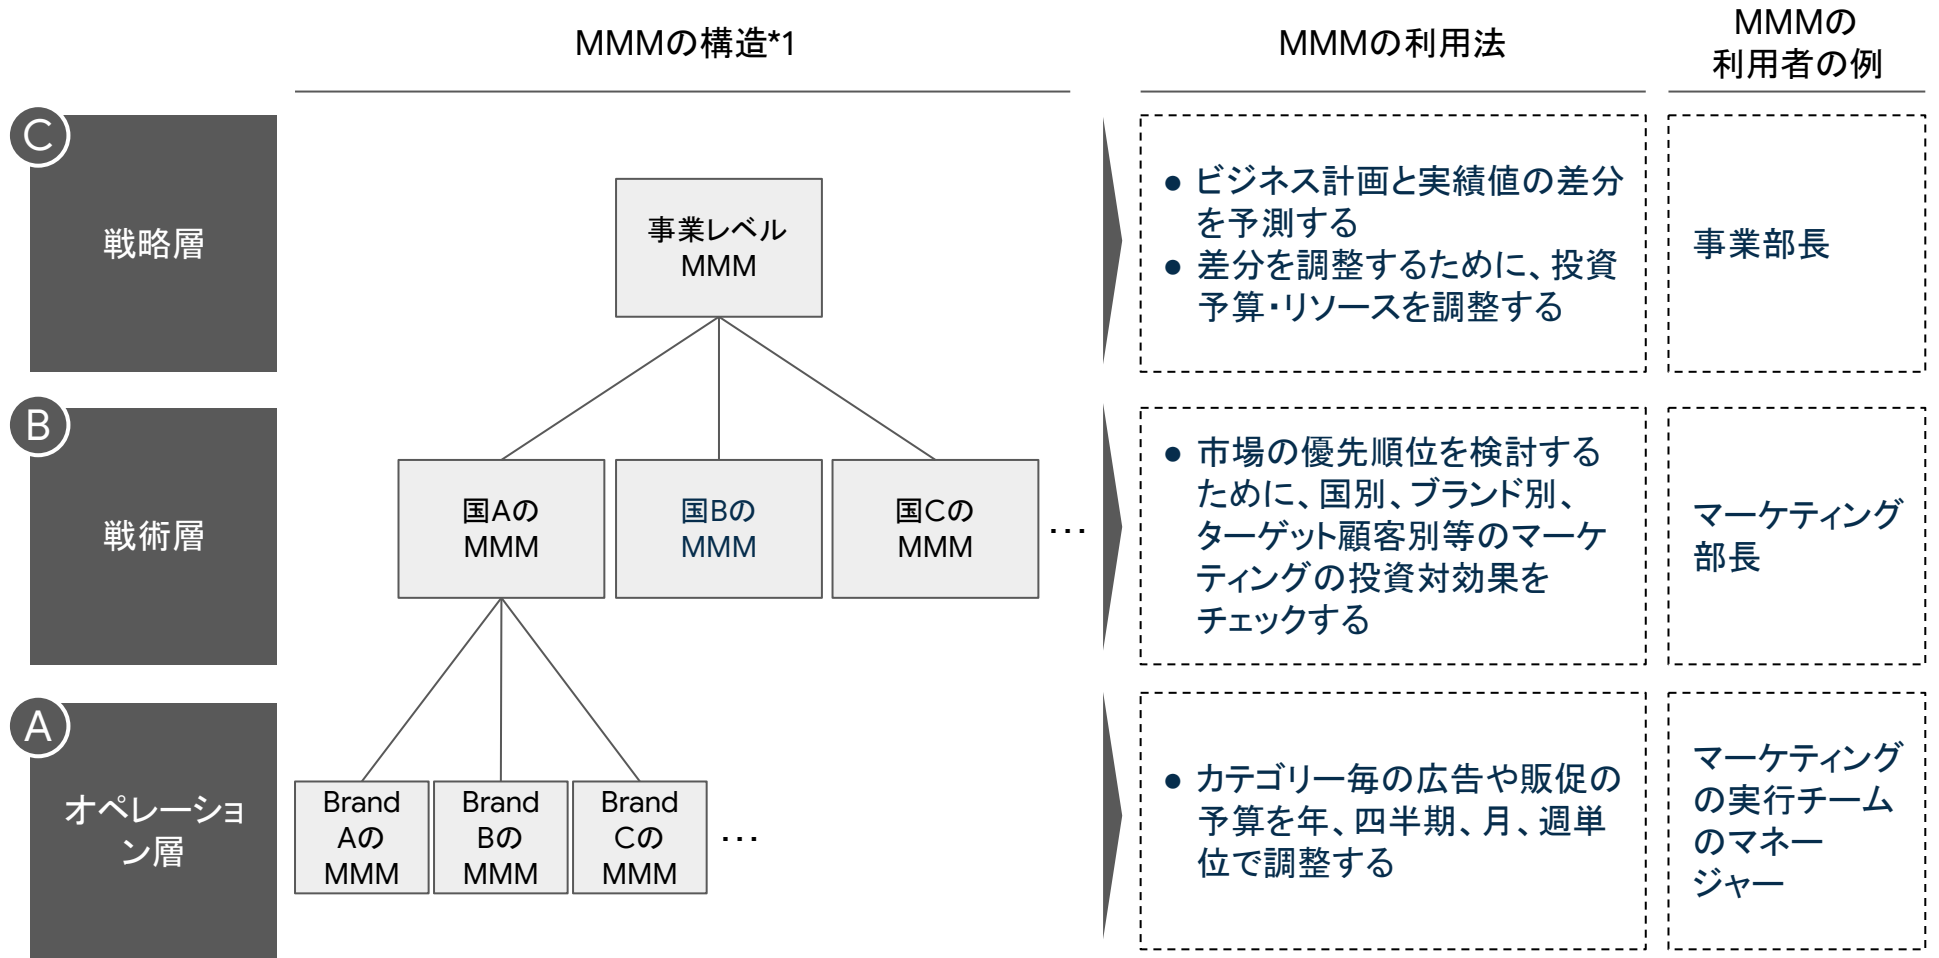 MMMの構造*1
MMMの利用法
MMMの
利用者の例
C
戦略層
事業レベル
MMM
● ビジネス計画と実績値の差分
を予測する
● 差分を調整するために、投資
予算・リソースを調整する
事業部長
B
戦術層
国Aの
MMM
国Bの
MMM
国Cの
MMM
…
● 市場の優先順位を検討する
ために、国別、ブランド別、
ターゲット顧客別等のマーケ
ティングの投資対効果を
チェックする
マーケティング
部長
A
オペレーショ
ン層
Brand
Aの
MMM
Brand
Bの
MMM
Brand
Cの
MMM
…
● カテゴリー毎の広告や販促の
予算を年、四半期、月、週単
位で調整する
マーケティング
の実行チーム
のマネー
ジャー